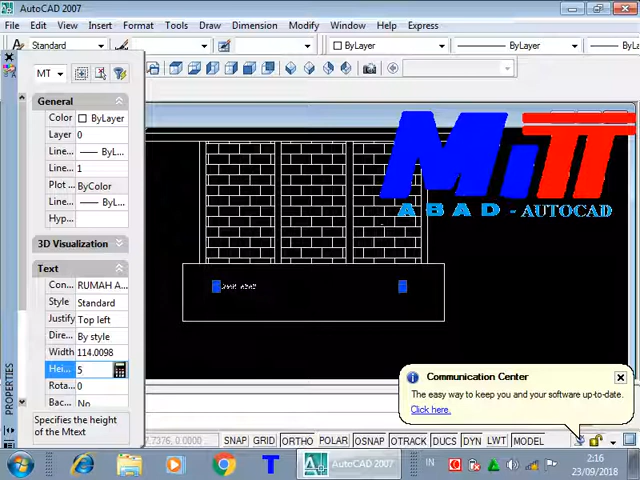 AutoCAD 2007
File Edit View Insert Format Tools Draw Dimension Modify Window Help Express
Standard
ByLayer
ByLayer
ByLa
MT
General
Color ByLayer
Layer 0
Line... ByL...
Line... 1
Plot ... ByColor
Line... ByL...
Hyp...
3D Visualization
Text
Con... RUMAH A...
Style Standard
Justify Top left
Dire... By style
Width 114.0098
Hei... 5
Rota... 0
Bac... No
Specifies the height
of the Mtext
PROPERTIES
MiTT
ABAD - AUTOCAD
Communication Center
The easy way to keep you and your software up-to-date.
Click here.
0.0000
SNAP GRID ORTHO POLAR OSNAP OTRACK DUCS DYN LWT MODEL
AutoCAD 2007
IN
2:16
23/09/2018